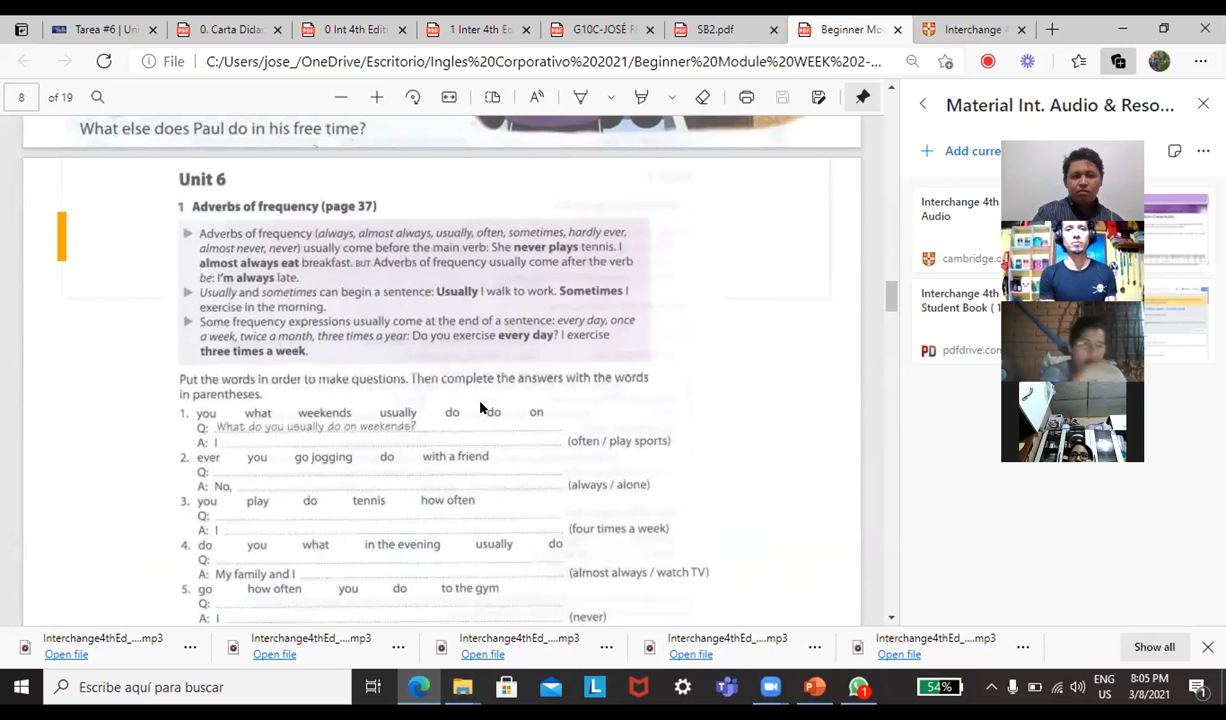 Tarea #6 | Unive
0. Carta Didac
0 Int 4th Editi
1 Inter 4th Ed
G10C-JOSÉ F
SB2.pdf
Beginner Mo
Interchange 4th
File
C:/Users/jose_/OneDrive/Escritorio/Ingles%20Corporativo%202021/Beginner%20Module%20WEEK%202-...
8 of 19
Material Int. Audio & Reso...
Add curre
What else does Paul do in his free time?
Unit 6
1 Adverbs of frequency (page 37)
Adverbs of frequency (always, almost always, usually, often, sometimes, hardly ever,
almost never, never) usually come before the main verb: She never plays tennis. I
almost always eat breakfast. BUT Adverbs of frequency usually come after the verb
be: I'm always late.
Usually and sometimes can begin a sentence: Usually I walk to work. Sometimes I
exercise in the morning.
Some frequency expressions usually come at the end of a sentence: every day, once
a week, twice a month, three times a year: Do you exercise every day? I exercise
three times a week.
Put the words in order to make questions. Then complete the answers with the words
in parentheses.
1. you what weekends usually do do on
Q: What do you usually do on weekends?
A: I (often / play sports)
2. ever you go jogging do with a friend
Q:
A: No, (always / alone)
3. you play do tennis how often
Q:
A: I (four times a week)
4. do you what in the evening usually do
Q:
A: My family and I (almost always / watch TV)
5. go how often you do to the gym
Q:
A: I (never)
Interchange 4th
Audio
cambridge.
Interchange 4th
Student Book ( 1
PD pdfdrive.com
Interchange4thEd_....mp3
Open file
Interchange4thEd_....mp3
Open file
Interchange4thEd_....mp3
Open file
Interchange4thEd_....mp3
Open file
Interchange4thEd_....mp3
Open file
Show all
Escribe aquí para buscar
54%
ENG
US
8:05 PM
3/8/2021
1
1